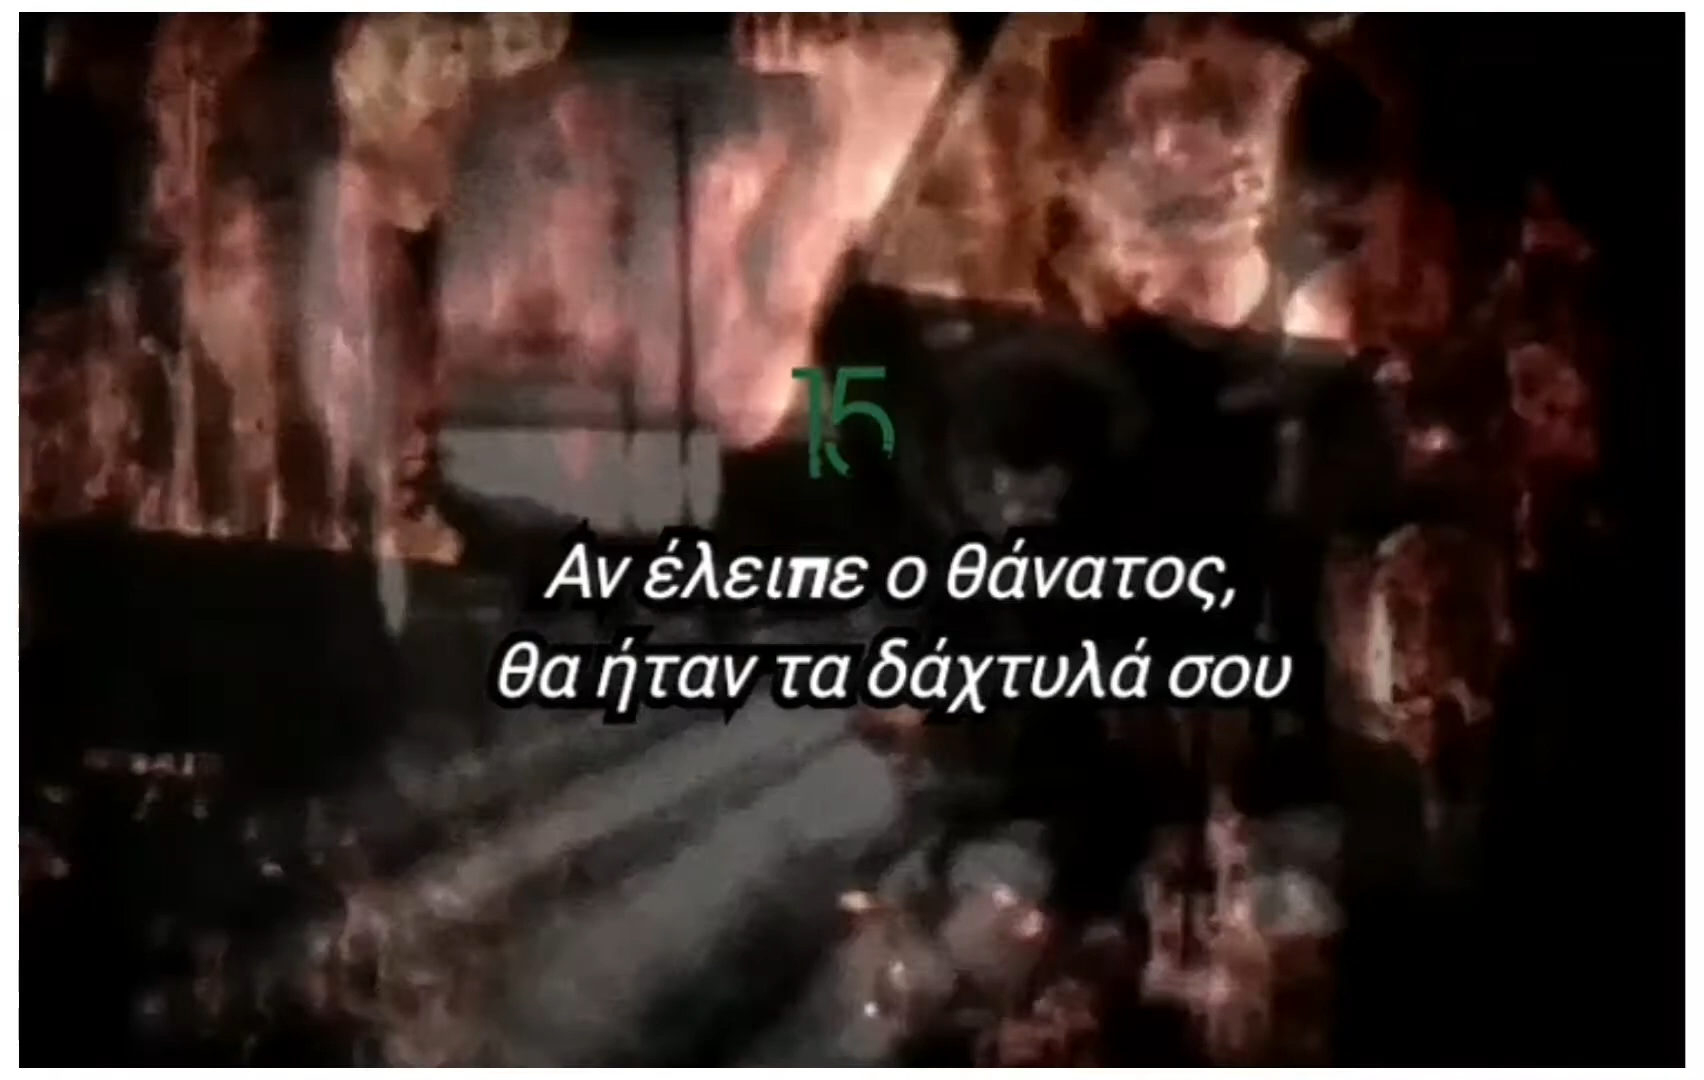 15
Αν έλειπε ο θάνατος,
θα ήταν τα δάχτυλά σου